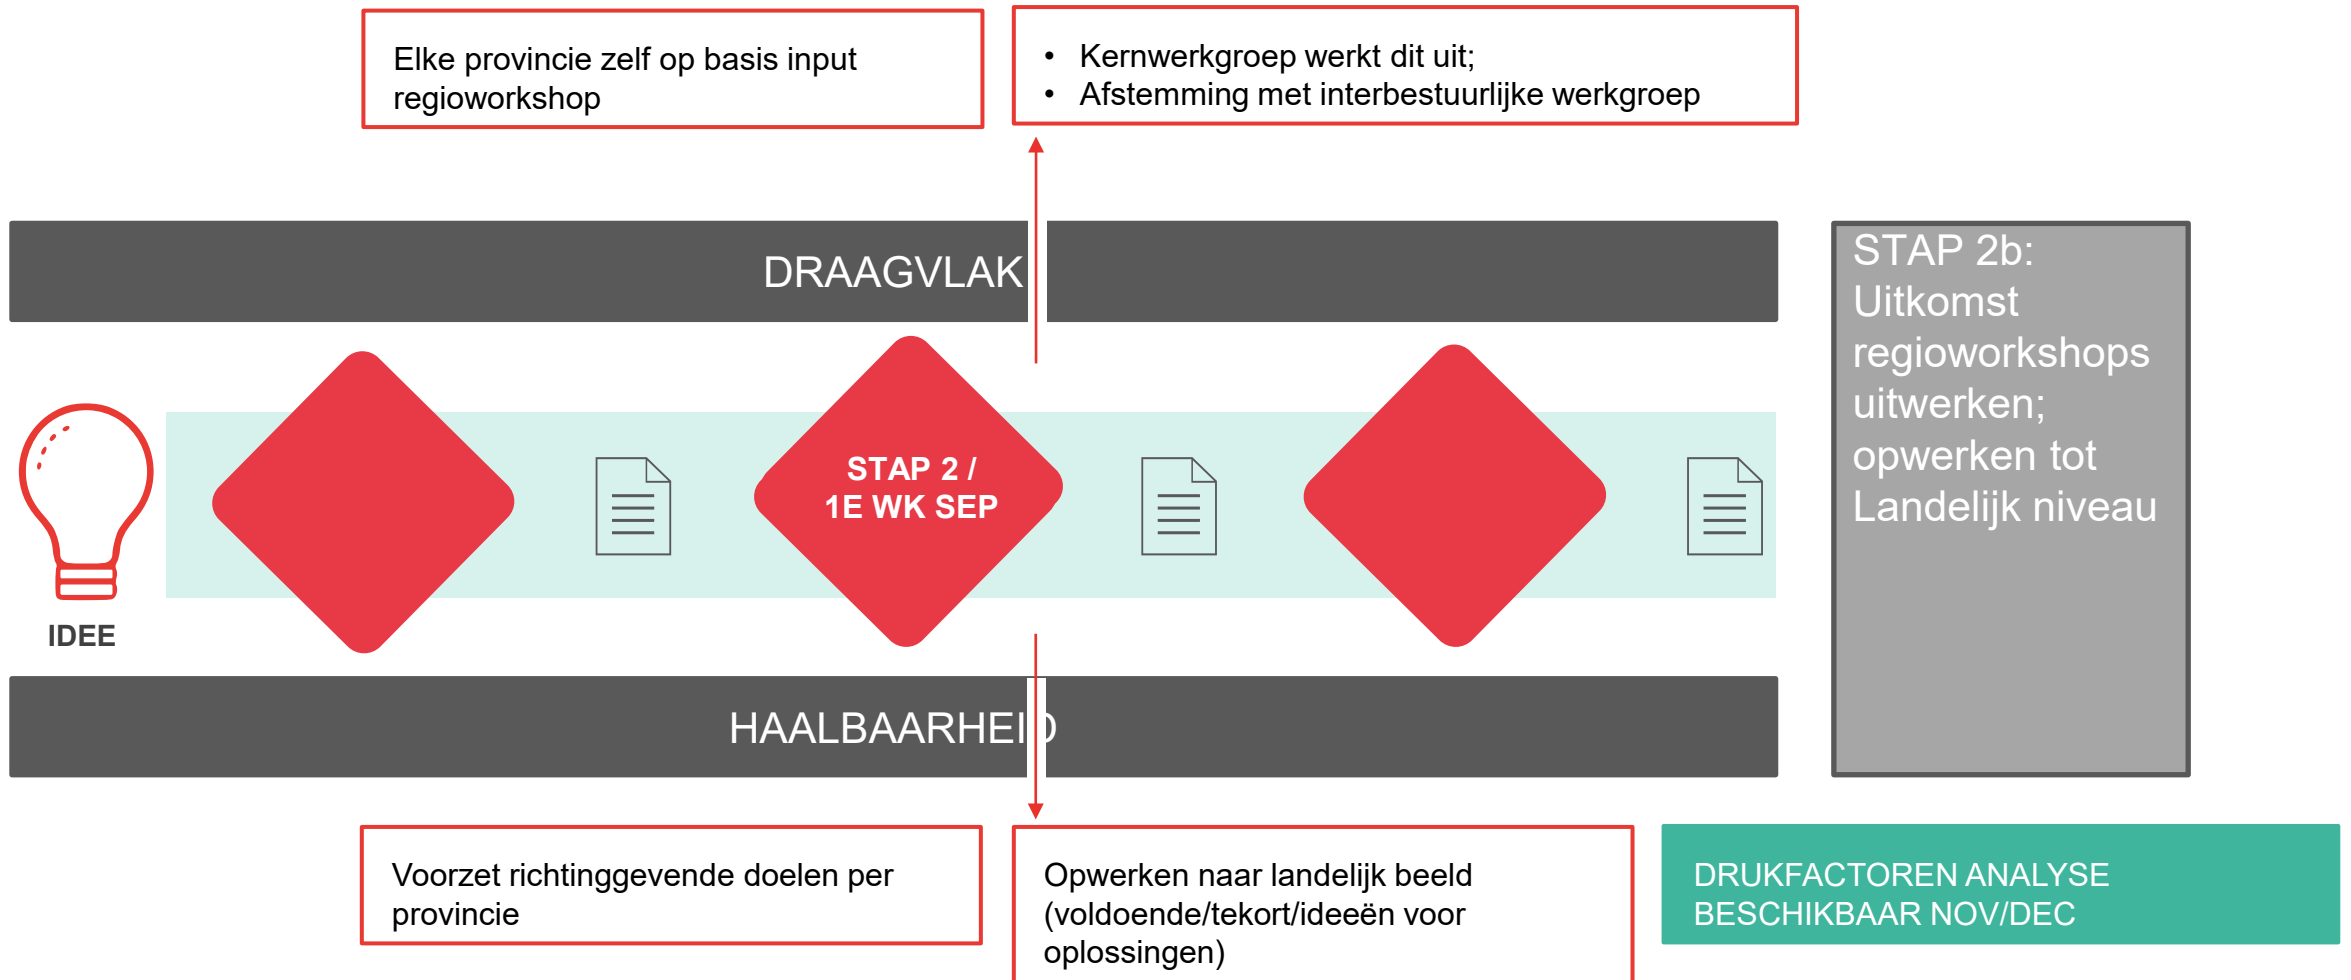 Elke provincie zelf op basis input
regioworkshop
• Kernwerkgroep werkt dit uit;
• Afstemming met interbestuurlijke werkgroep
DRAAGVLAK
STAP 2b:
Uitkomst
regioworkshops
uitwerken;
opwerken tot
Landelijk niveau
STAP 2 /
1E WK SEP
IDEE
HAALBAARHEID
Voorzet richtinggevende doelen per
provincie
Opwerken naar landelijk beeld
(voldoende/tekort/ideeën voor
oplossingen)
DRUKFACTOREN ANALYSE
BESCHIKBAAR NOV/DEC